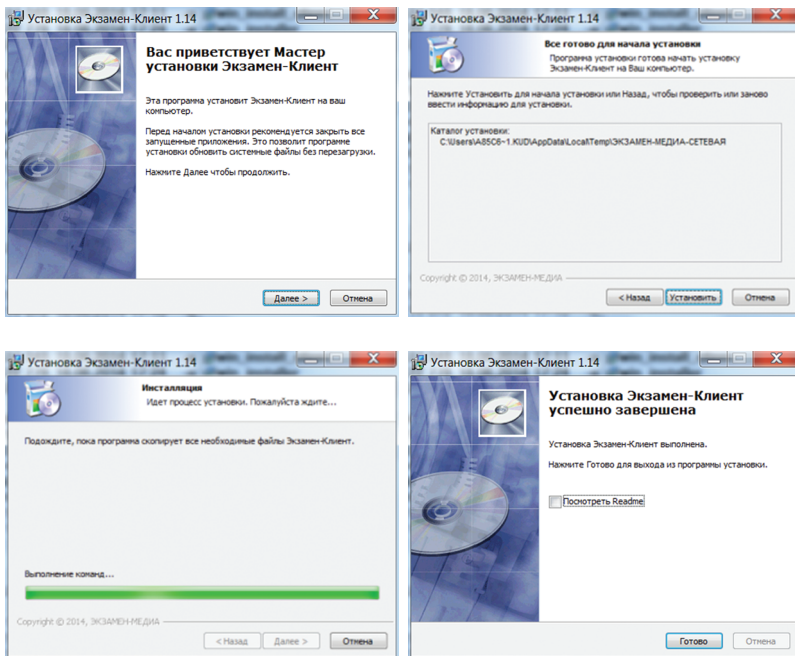 Установка Экзамен-Клиент 1.14
Вас приветствует Мастер
установки Экзамен-Клиент
Эта программа установит Экзамен-Клиент на ваш
компьютер.
Перед началом установки рекомендуется закрыть все
запущенные приложения. Это позволит программе
установки обновить системные файлы без перезагрузки.
Нажмите Далее чтобы продолжить.
Далее >
Отмена
Установка Экзамен-Клиент 1.14
Все готово для начала установки
Программа установки готова начать установку
Экзамен-Клиент на Ваш компьютер.
Нажмите Установить для начала установки или Назад, чтобы проверить или заново
ввести информацию для установки.
Каталог установки:
C:\Users\A85C6~1.KUD\AppData\Local\Temp\ЭКЗАМЕН-МЕДИА-СЕТЕВАЯ
Copyright © 2014, ЭКЗАМЕН-МЕДИА
< Назад
Установить
Отмена
Установка Экзамен-Клиент 1.14
Инсталляция
Идет процесс установки. Пожалуйста ждите...
Подождите, пока программа скопирует все необходимые файлы Экзамен-Клиент.
Выполнение команд...
Copyright © 2014, ЭКЗАМЕН-МЕДИА
< Назад
Далее >
Отмена
Установка Экзамен-Клиент 1.14
Установка Экзамен-Клиент
успешно завершена
Установка Экзамен-Клиент выполнена.
Нажмите Готово для выхода из программы установки.
Посмотреть Readme
Готово
Отмена